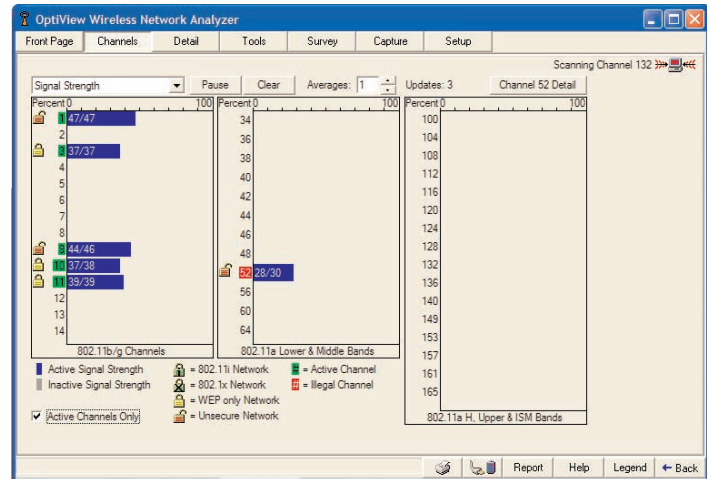 OptiView Wireless Network Analyzer
Front Page Channels Detail Tools Survey Capture Setup
Scanning Channel 132
Signal Strength Pause Clear Averages: 1 Updates: 3 Channel 52 Detail
Percent 0 100
1 47/47
2
3 37/37
4
5
6
7
8
9 44/46
10 37/38
11 39/39
12
13
14
802.11b/g Channels
Percent 0 100
34
36
38
40
42
44
46
48
52 28/30
56
60
64
802.11a Lower & Middle Bands
Percent 0 100
100
104
108
112
116
120
124
128
132
136
140
149
153
157
161
165
802.11a H, Upper & ISM Bands
Active Signal Strength
Inactive Signal Strength
Active Channels Only
= 802.11i Network
= 802.1x Network
= WEP only Network
= Unsecure Network
# = Active Channel
# = Illegal Channel
Report Help Legend Back